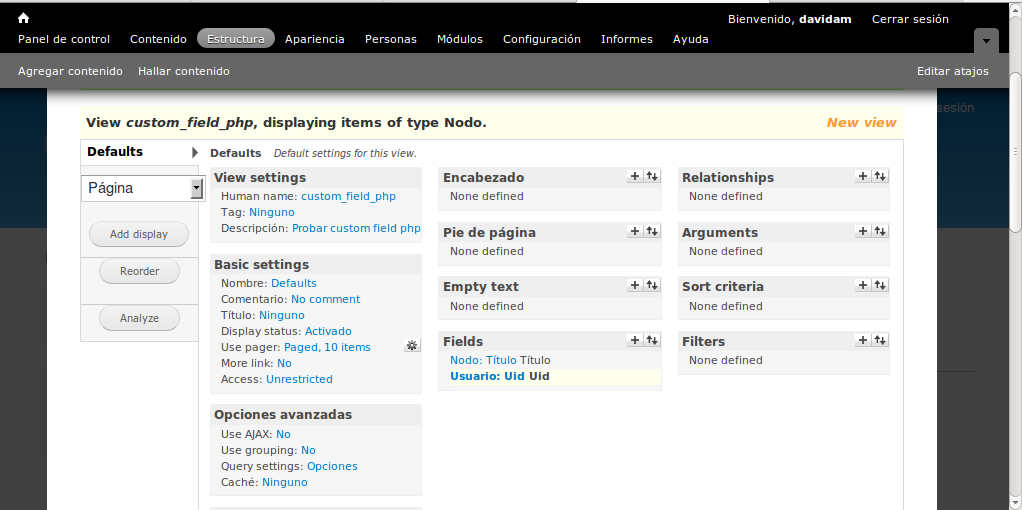 Bienvenido, davidam Cerrar sesión
Panel de control Contenido Estructura Apariencia Personas Módulos Configuración Informes Ayuda
Agregar contenido Hallar contenido Editar atajos
sesión
View custom_field_php, displaying items of type Nodo. New view
Defaults
Página
Add display
Reorder
Analyze
Defaults Default settings for this view.
View settings
Human name: custom_field_php
Tag: Ninguno
Descripción: Probar custom field php
Basic settings
Nombre: Defaults
Comentario: No comment
Título: Ninguno
Display status: Activado
Use pager: Paged, 10 items
More link: No
Access: Unrestricted
Opciones avanzadas
Use AJAX: No
Use grouping: No
Query settings: Opciones
Caché: Ninguno
Encabezado
None defined
Pie de página
None defined
Empty text
None defined
Fields
Nodo: Título Título
Usuario: Uid Uid
Relationships
None defined
Arguments
None defined
Sort criteria
None defined
Filters
None defined